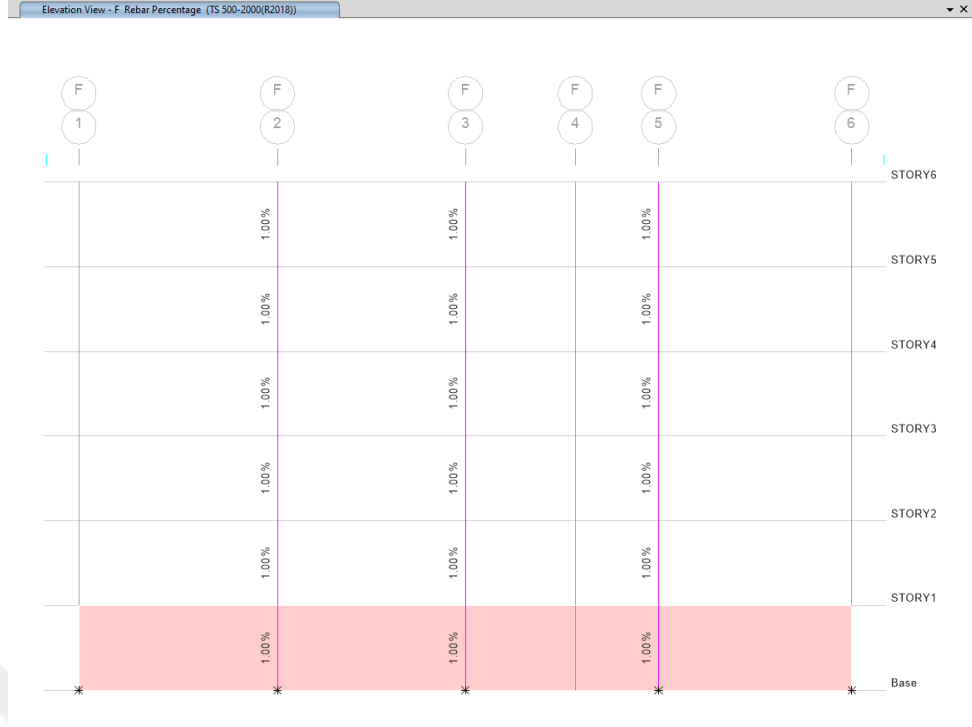 Elevation View - F Rebar Percentage (TS 500-2000(R2018))
F F F F F F
1 2 3 4 5 6
STORY6
1.00% 1.00% 1.00%
STORY5
1.00% 1.00% 1.00%
STORY4
1.00% 1.00% 1.00%
STORY3
1.00% 1.00% 1.00%
STORY2
1.00% 1.00% 1.00%
STORY1
1.00% 1.00% 1.00%
Base